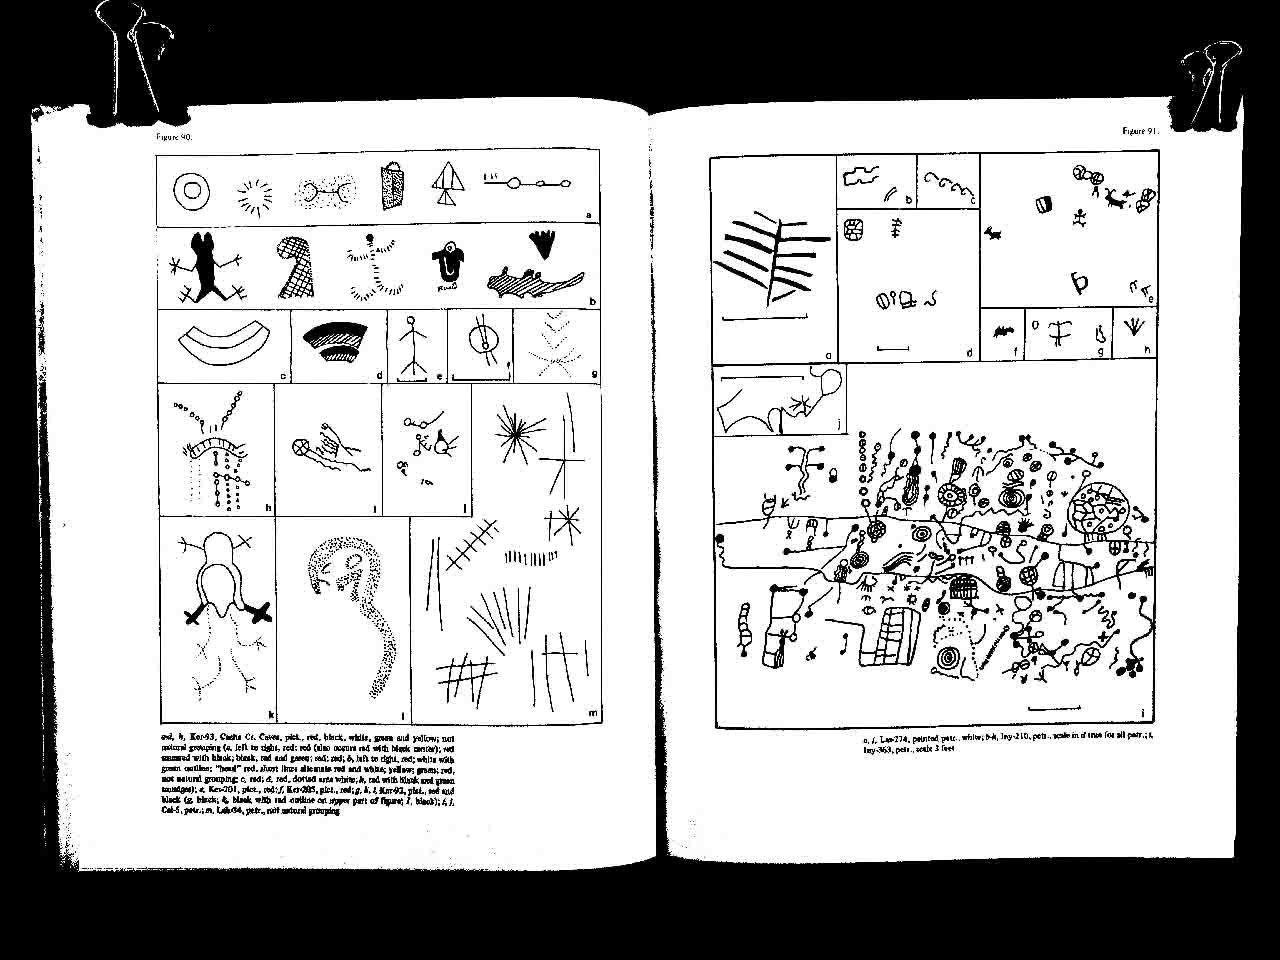 Figure 90.
a
b
c
d
e
f
g
h
i
j
k
l
m
a-d, h, Ker-93, Cache Cr. Caves, pict., red, black, white, green and yellow; not
natural grouping (a, left to right, red; red (also occurs red with black center); red
smeared with black; black, red and green; red; red; b, left to right, red; white with
green outline; "head" red, short lines alternate red and white; yellow; green; red,
not natural grouping; c, red; d, red, dotted area white; h, red with black and green
smudges); e, Ker-201, pict., red; f, Ker-205, pict., red; g, k, l, Ker-92, pict., red and
black (g, black; k, black with red outline on upper part of figure; l, black); i, j,
Cal-5, petr.; m, Lak-36, petr., not natural grouping
Figure 91.
a
b
c
d
e
f
g
h
j
i
a, j, Las-274, painted petr., white; b-h, Iny-210, petr., scale in d true for all petr.; i,
Iny-363, petr., scale 3 feet